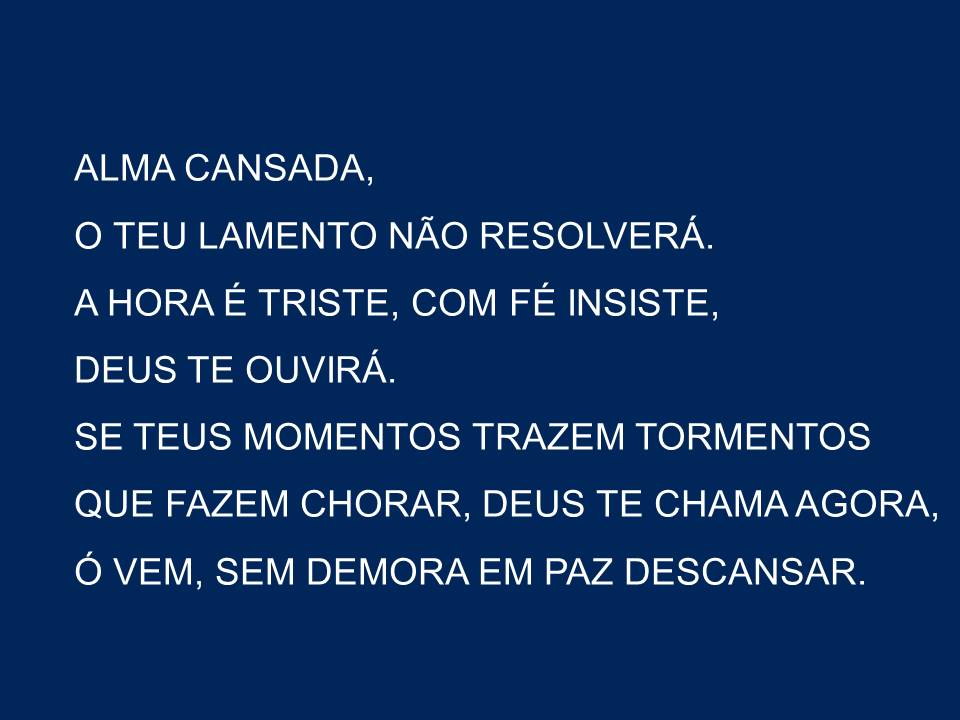 ALMA CANSADA,
O TEU LAMENTO NÃO RESOLVERÁ.
A HORA É TRISTE, COM FÉ INSISTE,
DEUS TE OUVIRÁ.
SE TEUS MOMENTOS TRAZEM TORMENTOS
QUE FAZEM CHORAR, DEUS TE CHAMA AGORA,
Ó VEM, SEM DEMORA EM PAZ DESCANSAR.